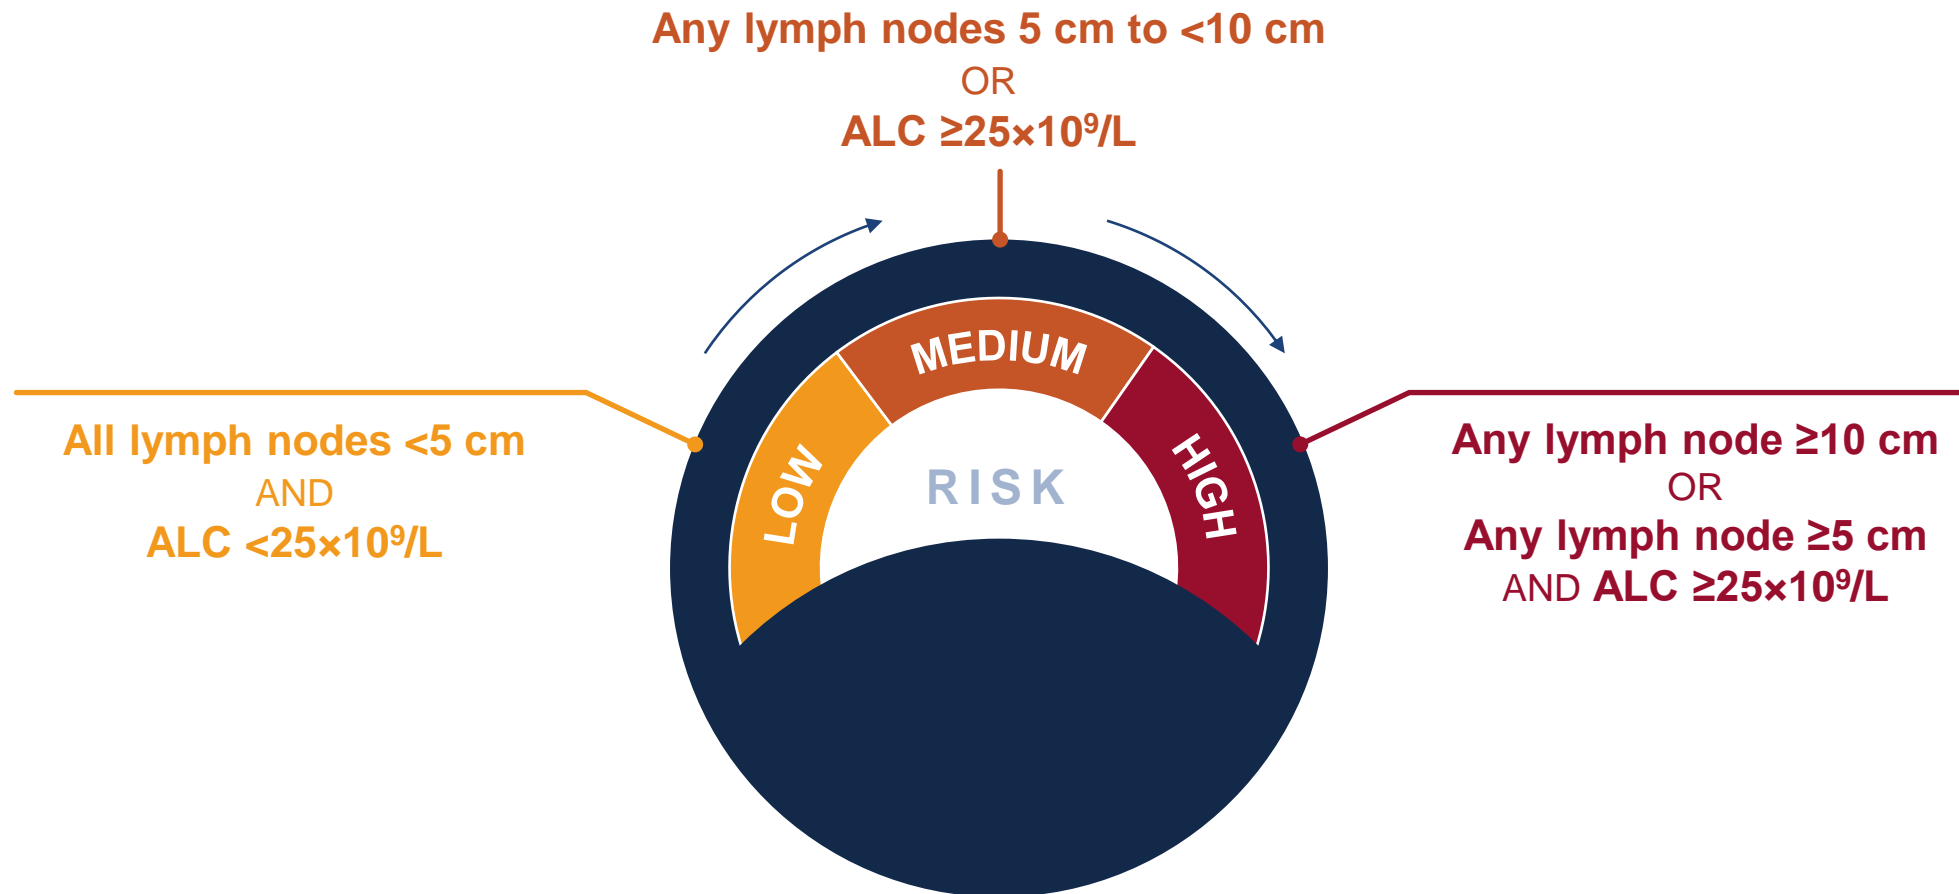 Any lymph nodes 5 cm to <10 cm
OR
ALC ≥25×10⁹/L
MEDIUM
LOW
HIGH
RISK
All lymph nodes <5 cm
AND
ALC <25×10⁹/L
Any lymph node ≥10 cm
OR
Any lymph node ≥5 cm
AND ALC ≥25×10⁹/L